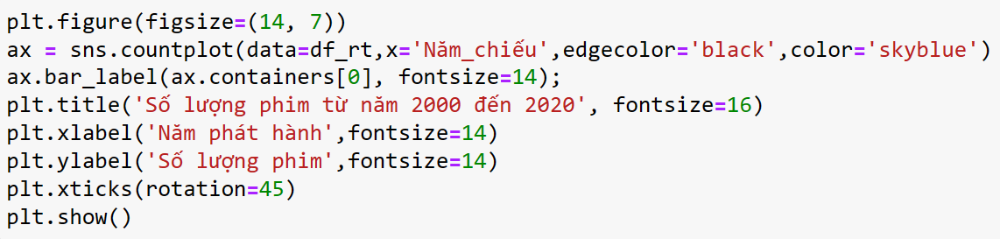 plt.figure(figsize=(14, 7))
ax = sns.countplot(data=df_rt,x='Năm_chiếu',edgecolor='black',color='skyblue')
ax.bar_label(ax.containers[0], fontsize=14);
plt.title('Số lượng phim từ năm 2000 đến 2020', fontsize=16)
plt.xlabel('Năm phát hành',fontsize=14)
plt.ylabel('Số lượng phim',fontsize=14)
plt.xticks(rotation=45)
plt.show()